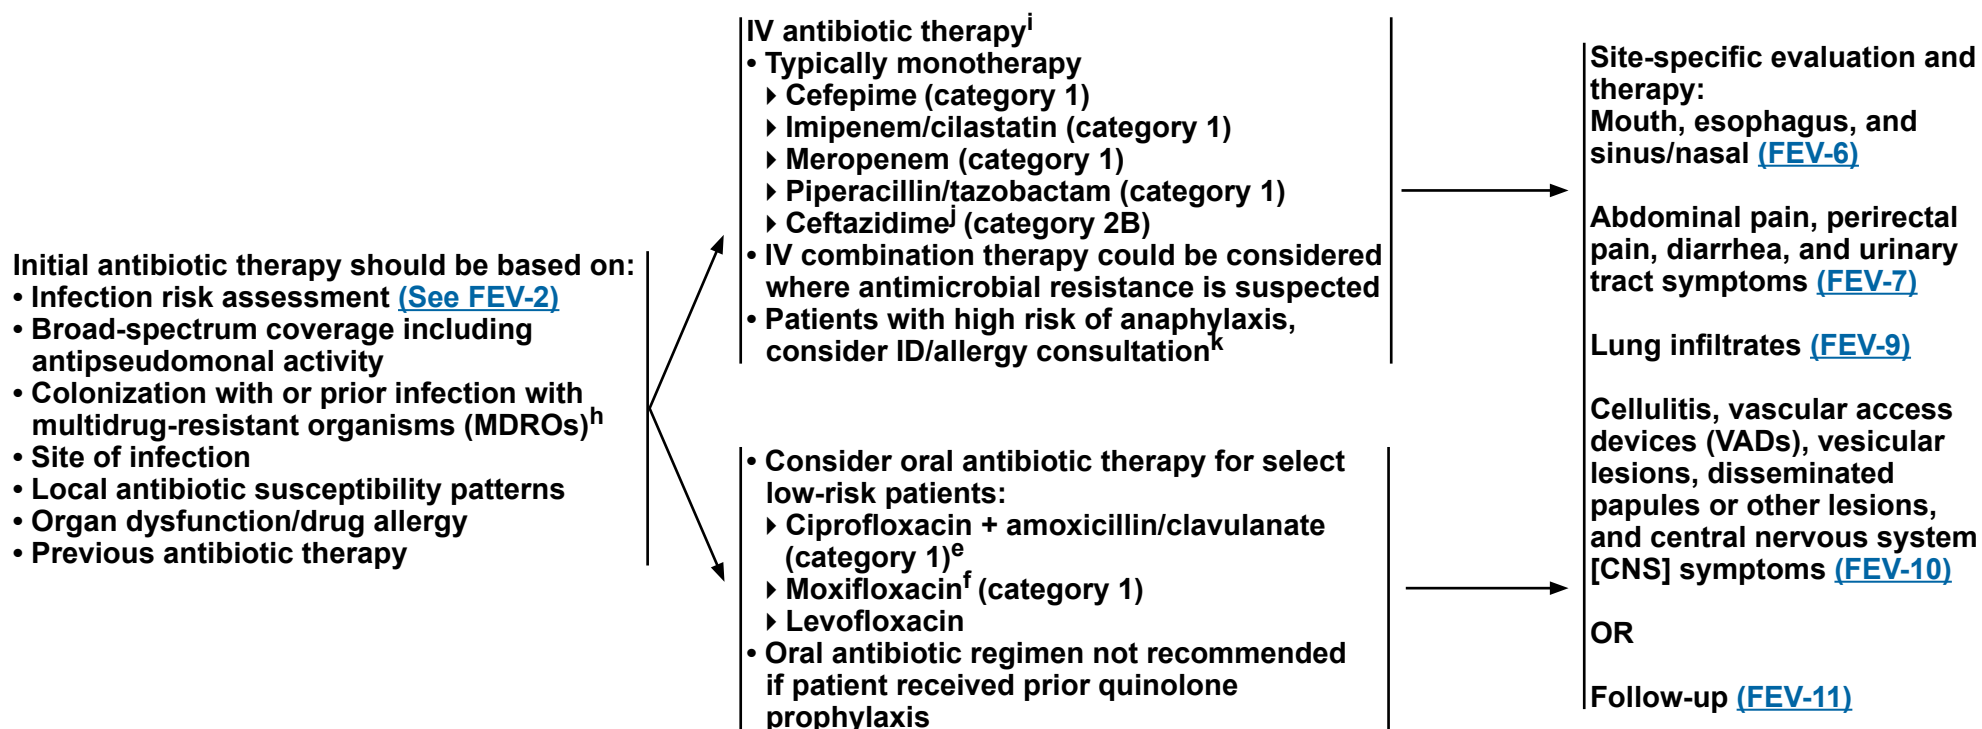 Initial antibiotic therapy should be based on:
• Infection risk assessment (See FEV-2)
• Broad-spectrum coverage including
antipseudomonal activity
• Colonization with or prior infection with
multidrug-resistant organisms (MDROs)h
• Site of infection
• Local antibiotic susceptibility patterns
• Organ dysfunction/drug allergy
• Previous antibiotic therapy
IV antibiotic therapyi
• Typically monotherapy
▸ Cefepime (category 1)
▸ Imipenem/cilastatin (category 1)
▸ Meropenem (category 1)
▸ Piperacillin/tazobactam (category 1)
▸ Ceftazidimej (category 2B)
• IV combination therapy could be considered
where antimicrobial resistance is suspected
• Patients with high risk of anaphylaxis,
consider ID/allergy consultationk
• Consider oral antibiotic therapy for select
low-risk patients:
▸ Ciprofloxacin + amoxicillin/clavulanate
(category 1)e
▸ Moxifloxacinf (category 1)
▸ Levofloxacin
• Oral antibiotic regimen not recommended
if patient received prior quinolone
prophylaxis
Site-specific evaluation and
therapy:
Mouth, esophagus, and
sinus/nasal (FEV-6)
Abdominal pain, perirectal
pain, diarrhea, and urinary
tract symptoms (FEV-7)
Lung infiltrates (FEV-9)
Cellulitis, vascular access
devices (VADs), vesicular
lesions, disseminated
papules or other lesions,
and central nervous system
[CNS] symptoms (FEV-10)
OR
Follow-up (FEV-11)